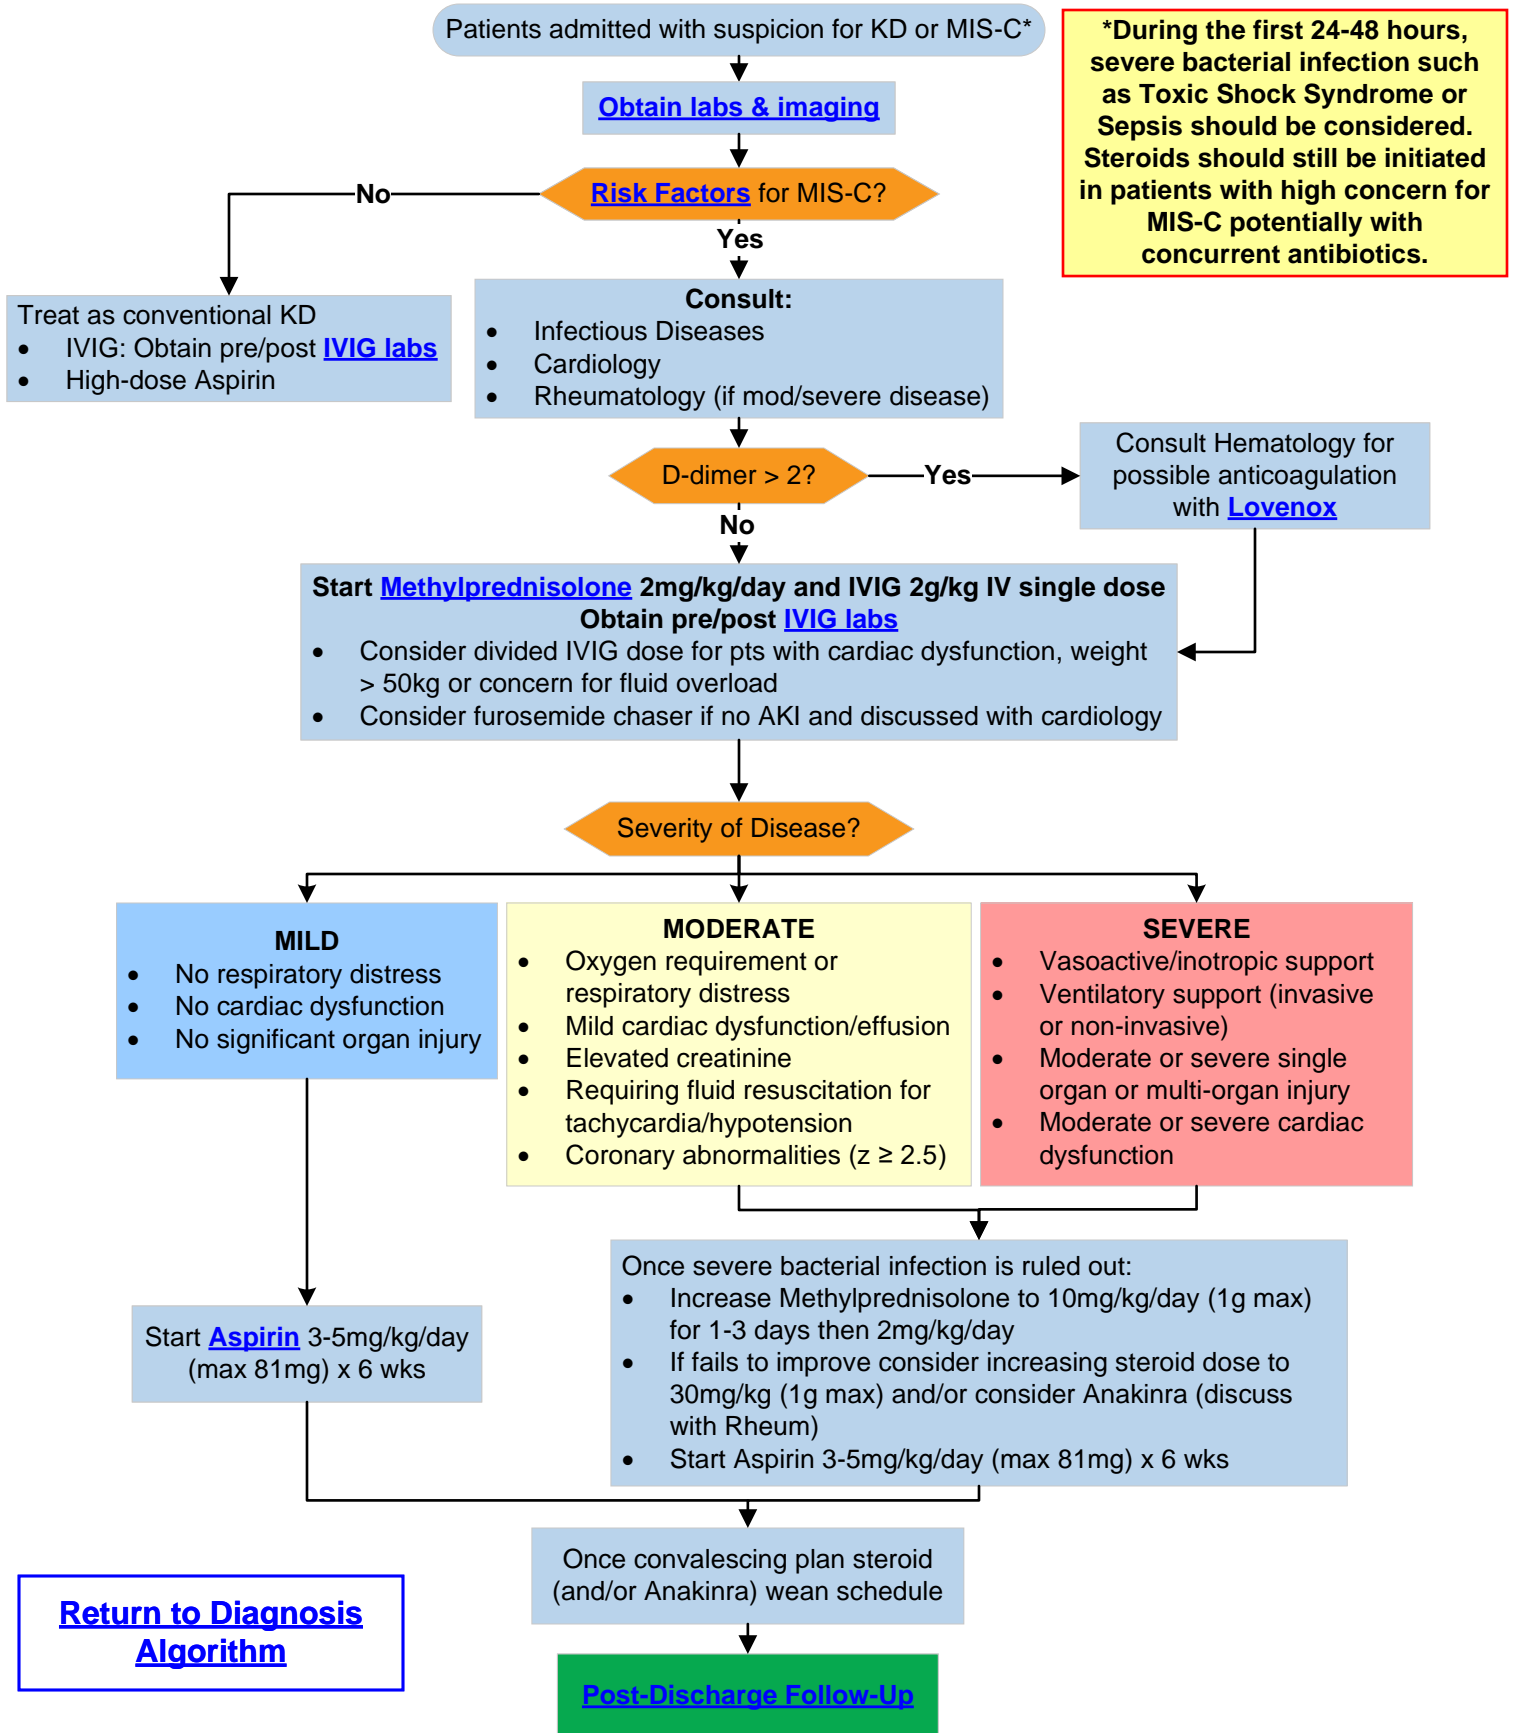 Patients admitted with suspicion for KD or MIS-C*
*During the first 24-48 hours,
severe bacterial infection such
as Toxic Shock Syndrome or
Sepsis should be considered.
Steroids should still be initiated
in patients with high concern for
MIS-C potentially with
concurrent antibiotics.
Obtain labs & imaging
Risk Factors for MIS-C?
No
Yes
Treat as conventional KD
• IVIG: Obtain pre/post IVIG labs
• High-dose Aspirin
Consult:
• Infectious Diseases
• Cardiology
• Rheumatology (if mod/severe disease)
D-dimer > 2?
Yes
Consult Hematology for
possible anticoagulation
with Lovenox
No
Start Methylprednisolone 2mg/kg/day and IVIG 2g/kg IV single dose
Obtain pre/post IVIG labs
• Consider divided IVIG dose for pts with cardiac dysfunction, weight
> 50kg or concern for fluid overload
• Consider furosemide chaser if no AKI and discussed with cardiology
Severity of Disease?
MILD
• No respiratory distress
• No cardiac dysfunction
• No significant organ injury
MODERATE
• Oxygen requirement or
respiratory distress
• Mild cardiac dysfunction/effusion
• Elevated creatinine
• Requiring fluid resuscitation for
tachycardia/hypotension
• Coronary abnormalities (z ≥ 2.5)
SEVERE
• Vasoactive/inotropic support
• Ventilatory support (invasive
or non-invasive)
• Moderate or severe single
organ or multi-organ injury
• Moderate or severe cardiac
dysfunction
Start Aspirin 3-5mg/kg/day
(max 81mg) x 6 wks
Once severe bacterial infection is ruled out:
• Increase Methylprednisolone to 10mg/kg/day (1g max)
for 1-3 days then 2mg/kg/day
• If fails to improve consider increasing steroid dose to
30mg/kg (1g max) and/or consider Anakinra (discuss
with Rheum)
• Start Aspirin 3-5mg/kg/day (max 81mg) x 6 wks
Once convalescing plan steroid
(and/or Anakinra) wean schedule
Return to Diagnosis
Algorithm
Post-Discharge Follow-Up